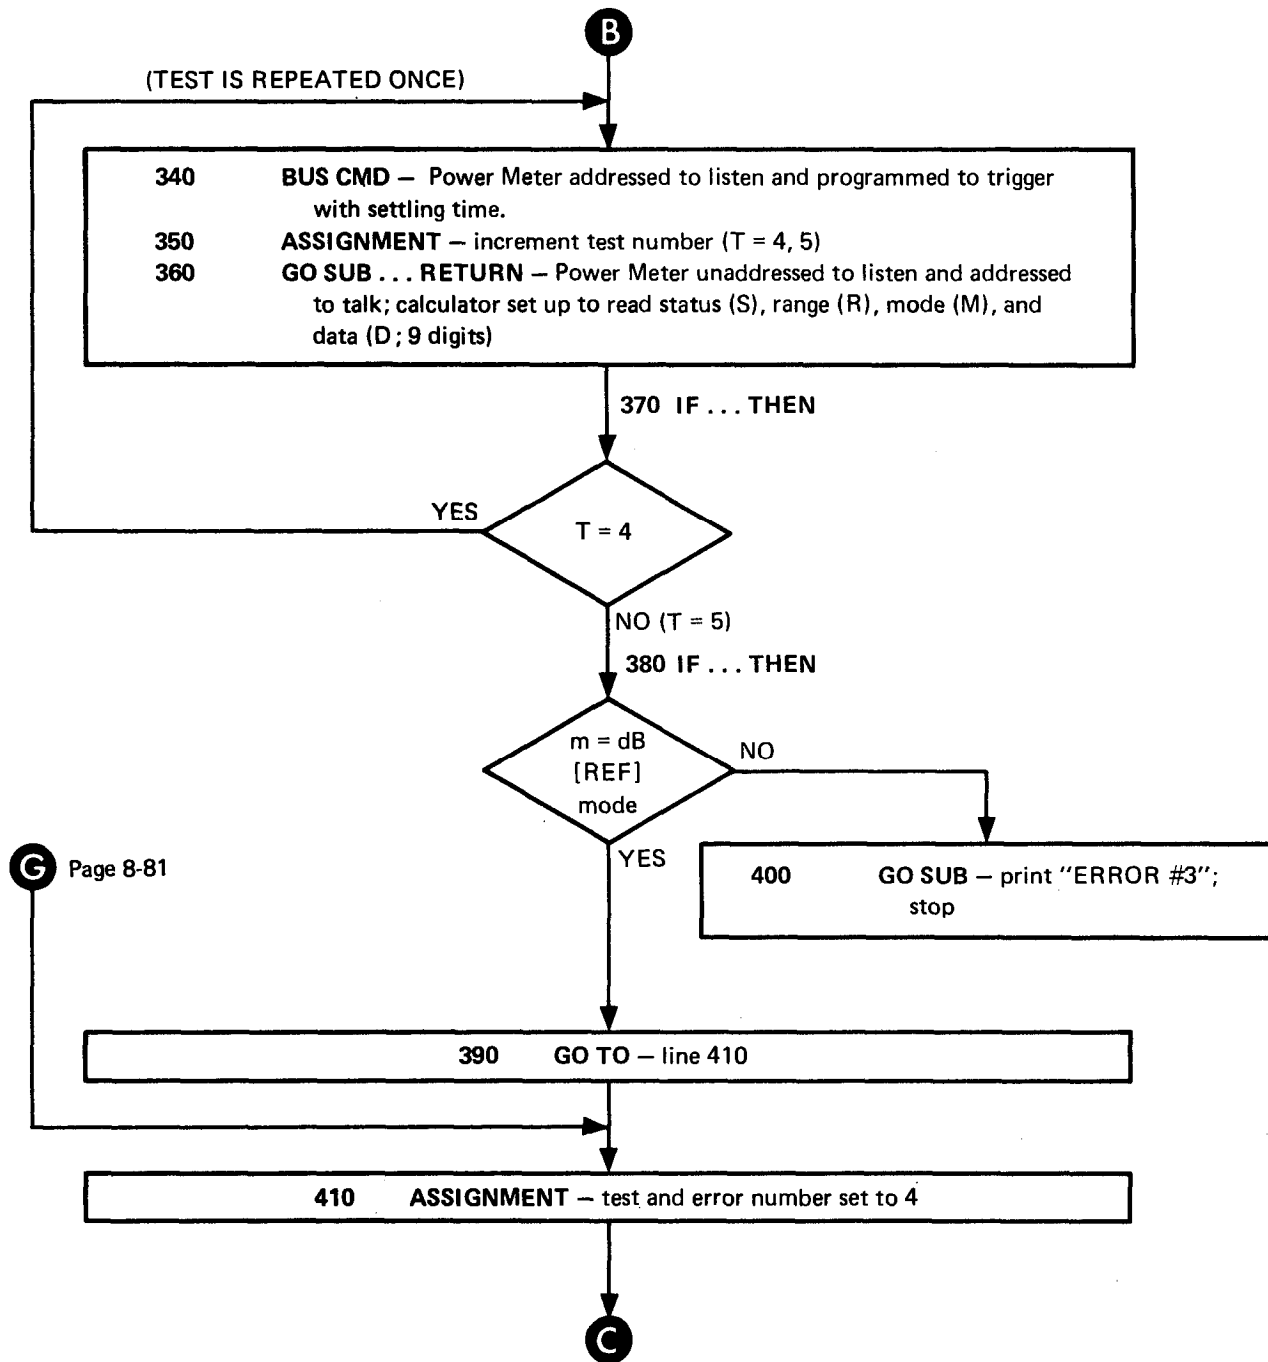 B
(TEST IS REPEATED ONCE)
340 BUS CMD — Power Meter addressed to listen and programmed to trigger
with settling time.
350 ASSIGNMENT — increment test number (T = 4, 5)
360 GO SUB . . . RETURN — Power Meter unaddressed to listen and addressed
to talk; calculator set up to read status (S), range (R), mode (M), and
data (D; 9 digits)
370 IF . . . THEN
YES
T = 4
NO (T = 5)
380 IF . . . THEN
m = dB
[REF]
mode
NO
YES
G Page 8-81
400 GO SUB — print "ERROR #3";
stop
390 GO TO — line 410
410 ASSIGNMENT — test and error number set to 4
C